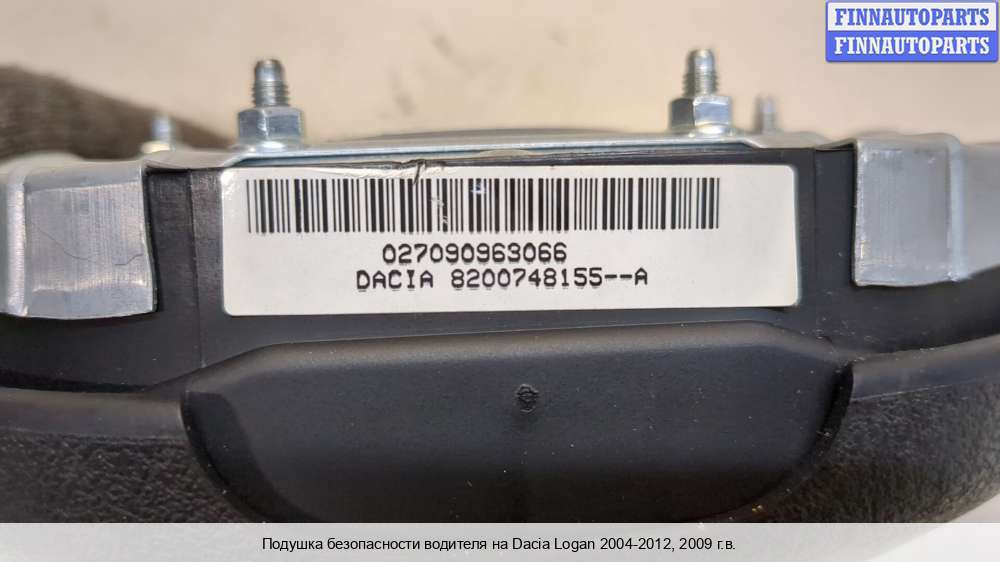 FINNAUTOPARTS
FINNAUTOPARTS
027090963066
DACIA 8200748155--A
Подушка безопасности водителя на Dacia Logan 2004-2012, 2009 г.в.